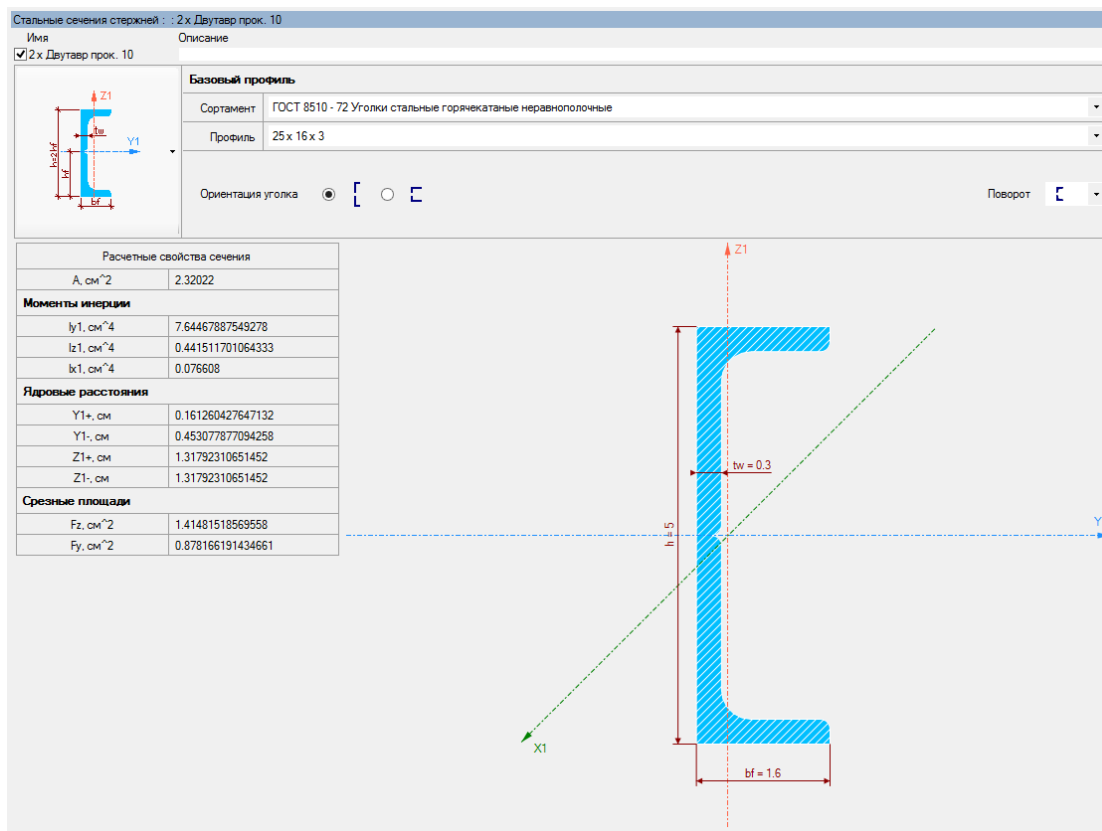 Стальные сечения стержней : : 2 x Двутавр прок. 10
Имя Описание
2 x Двутавр прок. 10
Базовый профиль
Сортамент ГОСТ 8510 - 72 Уголки стальные горячекатаные неравнополочные
Профиль 25 x 16 x 3
Z1
tw
Y1
h=2hf
hf
bf
Ориентация уголка Поворот
Расчетные свойства сечения
A, см^2 2.32022
Моменты инерции
Iy1, см^4 7.64467887549278
Iz1, см^4 0.441511701064333
Ix1, см^4 0.076608
Ядровые расстояния
Y1+, см 0.161260427647132
Y1-, см 0.453077877094258
Z1+, см 1.31792310651452
Z1-, см 1.31792310651452
Срезные площади
Fz, см^2 1.41481518569558
Fy, см^2 0.878166191434661
Z1
tw = 0.3
h = 5
Y
X1
bf = 1.6